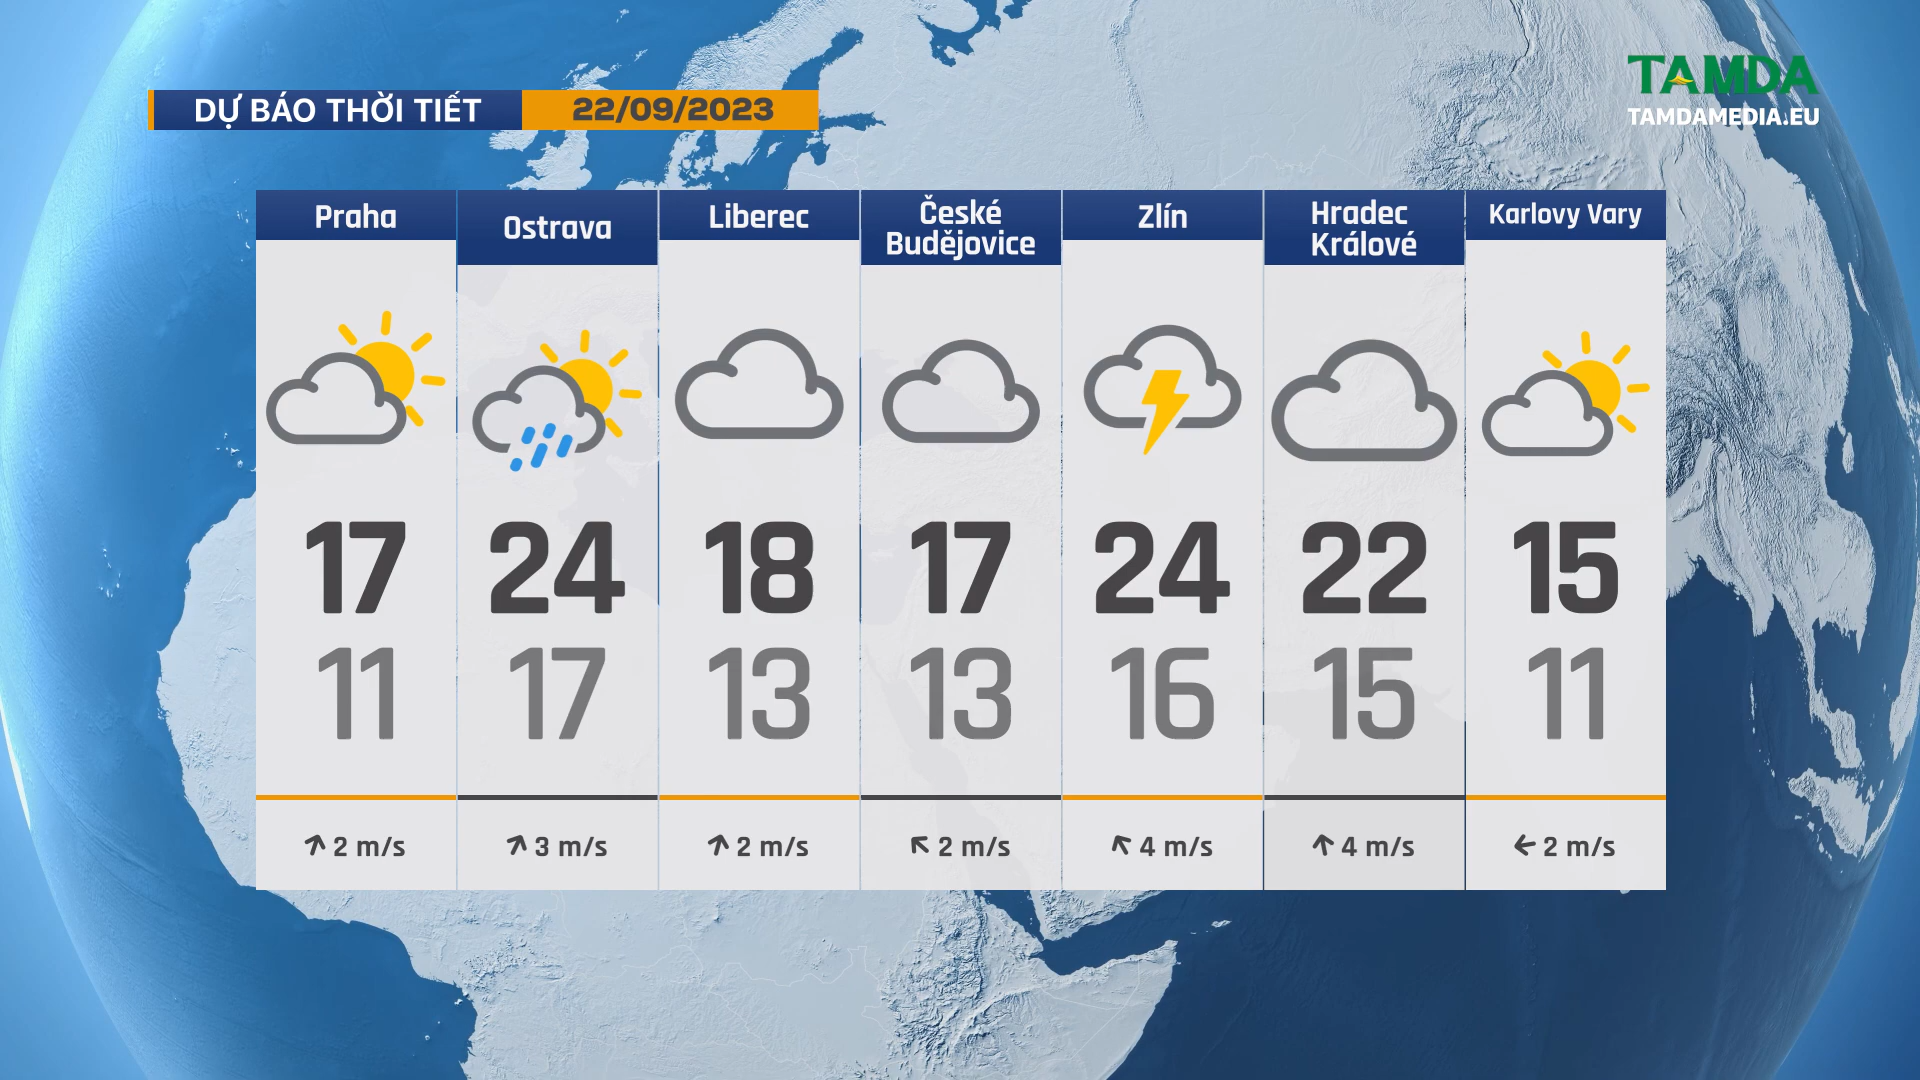 TAMDA
TAMDAMEDIA.EU
DỰ BÁO THỜI TIẾT 22/09/2023
Praha
17
11
2 m/s
Ostrava
24
17
3 m/s
Liberec
18
13
2 m/s
České
Budějovice
17
13
2 m/s
Zlín
24
16
4 m/s
Hradec
Králové
22
15
4 m/s
Karlovy Vary
15
11
2 m/s